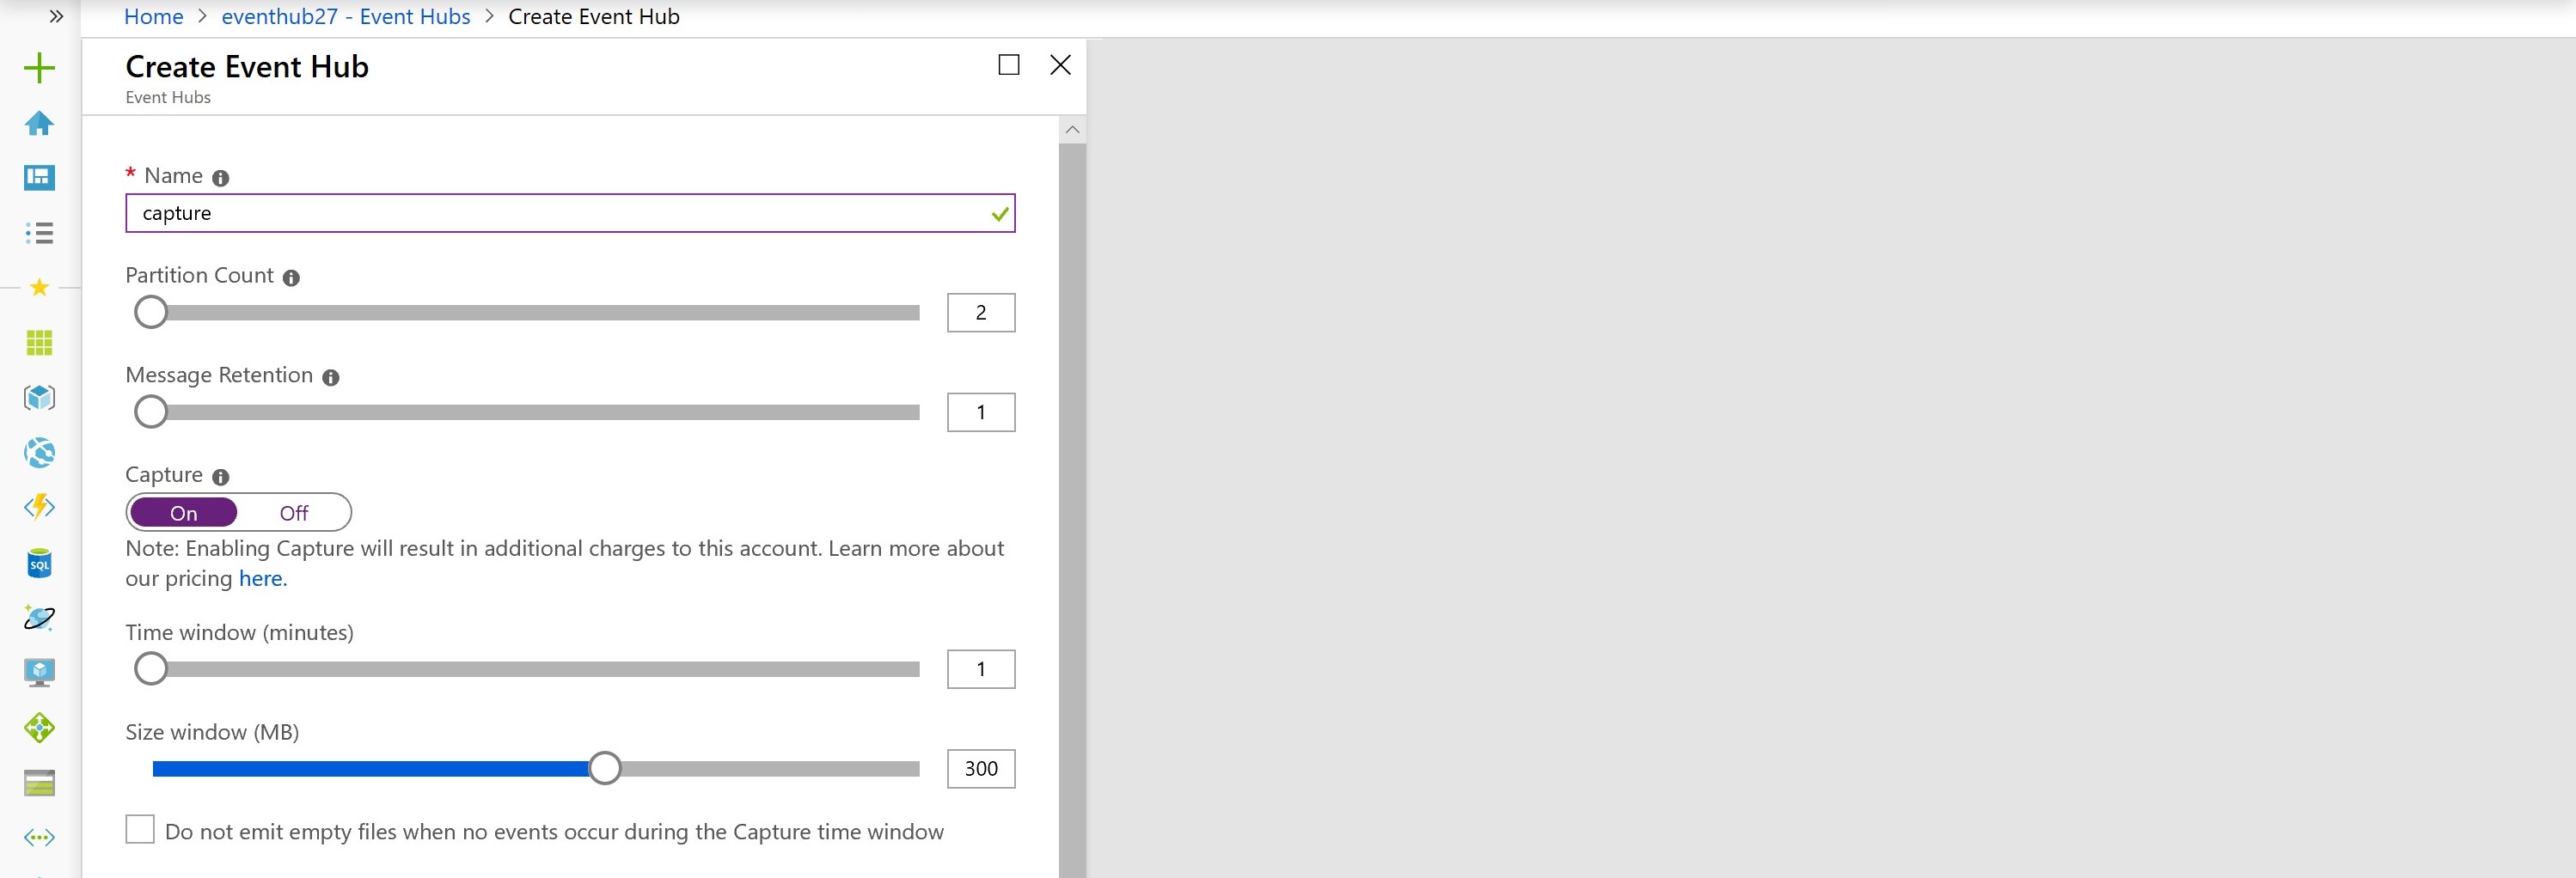 Home > eventhub27 - Event Hubs > Create Event Hub
Create Event Hub
Event Hubs
* Name
capture
Partition Count
2
Message Retention
1
Capture
On Off
Note: Enabling Capture will result in additional charges to this account. Learn more about
our pricing here.
Time window (minutes)
1
Size window (MB)
300
Do not emit empty files when no events occur during the Capture time window
SQL